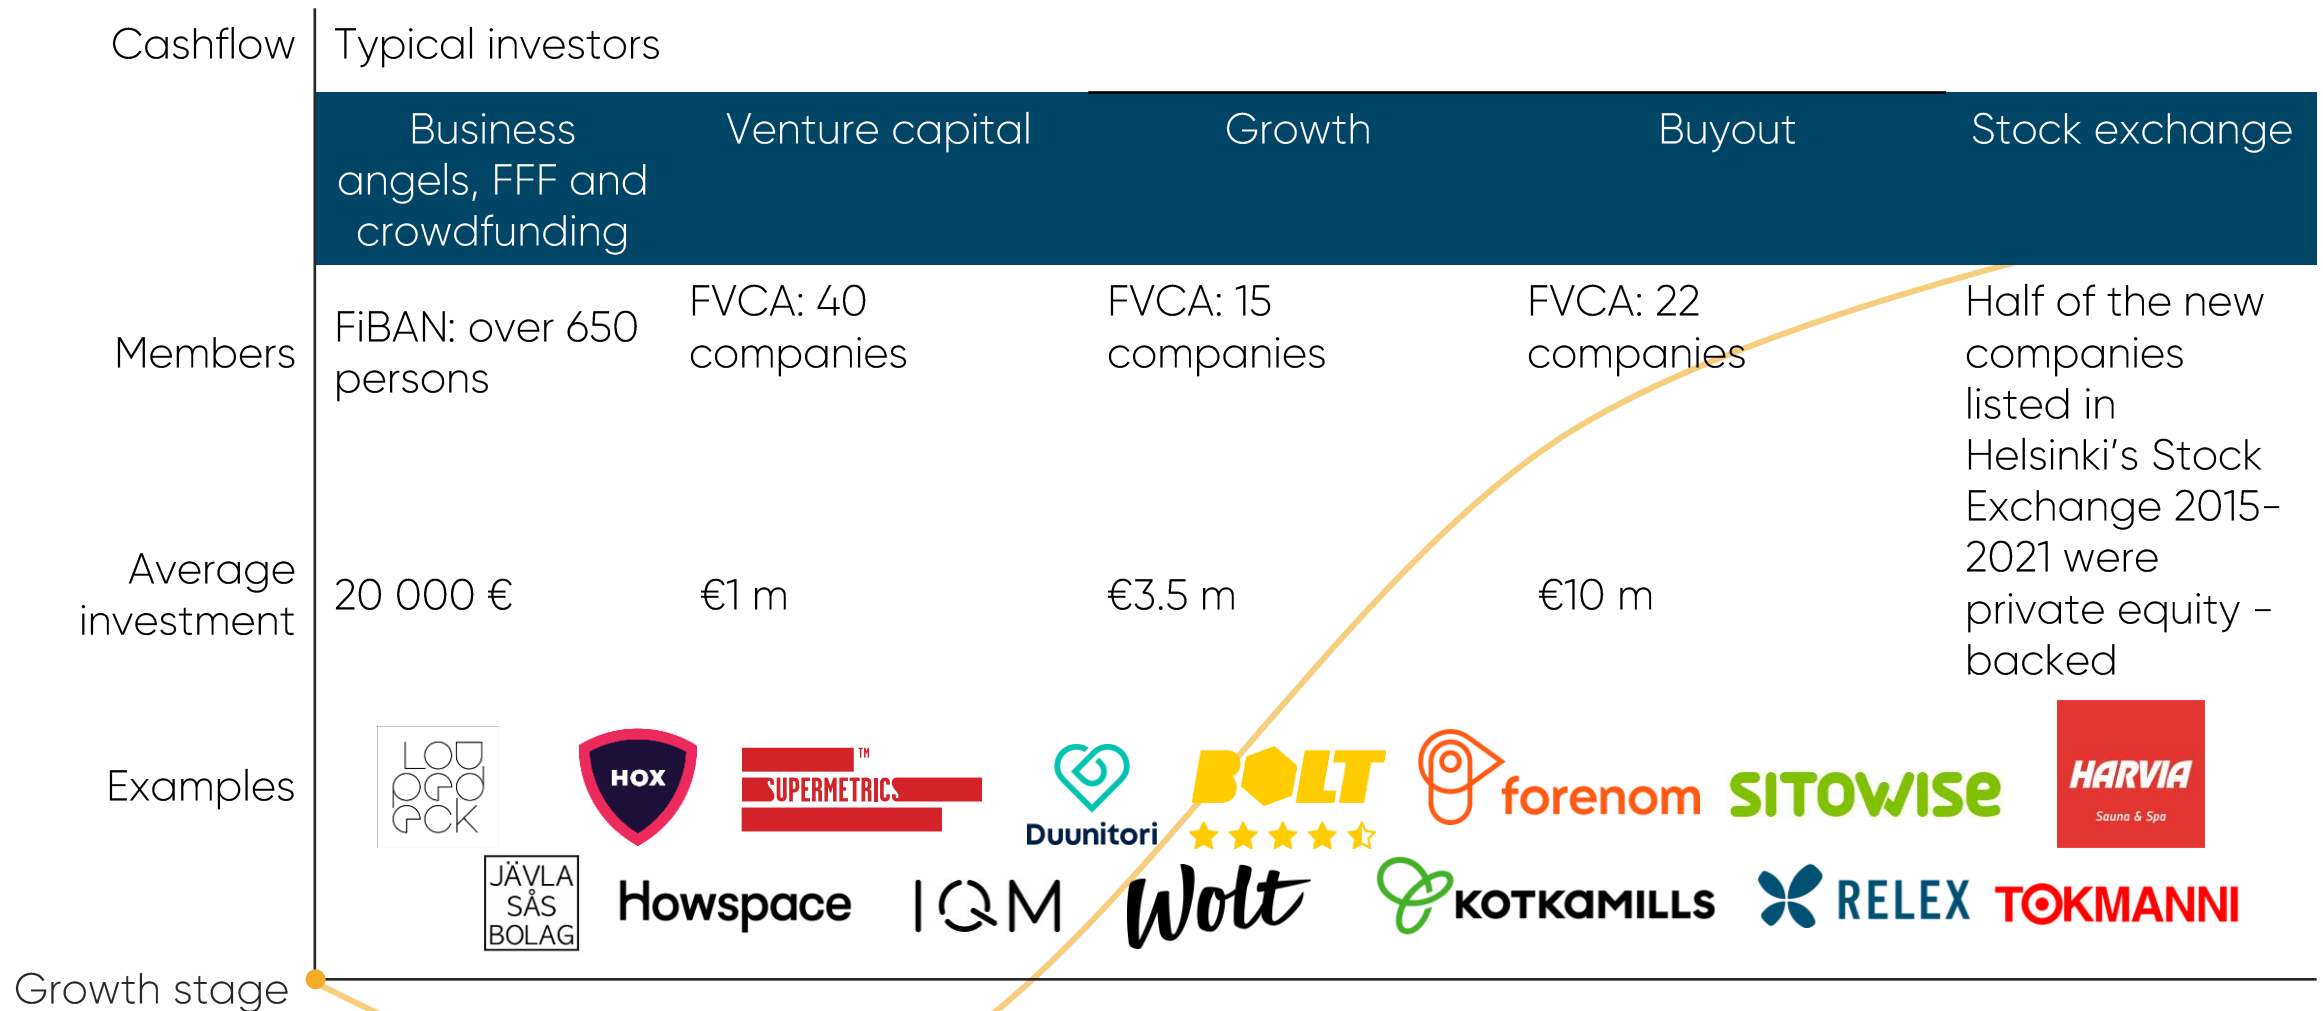 Cashflow
Typical investors
Business
angels, FFF and
crowdfunding
Venture capital
Growth
Buyout
Stock exchange
Members
FiBAN: over 650
persons
FVCA: 40
companies
FVCA: 15
companies
FVCA: 22
companies
Half of the new
companies
listed in
Helsinki's Stock
Exchange 2015-
2021 were
private equity -
backed
Average
investment
20 000 €
€1 m
€3.5 m
€10 m
Examples
LOU
PED
ECK
HOX
SUPERMETRICS™
Duunitori
BOLT
forenom
SITOWISE
HARVIA
Sauna & Spa
JÄVLA
SÅS
BOLAG
Howspace
IQM
Wolt
KOTKAMILLS
RELEX
TOKMANNI
Growth stage